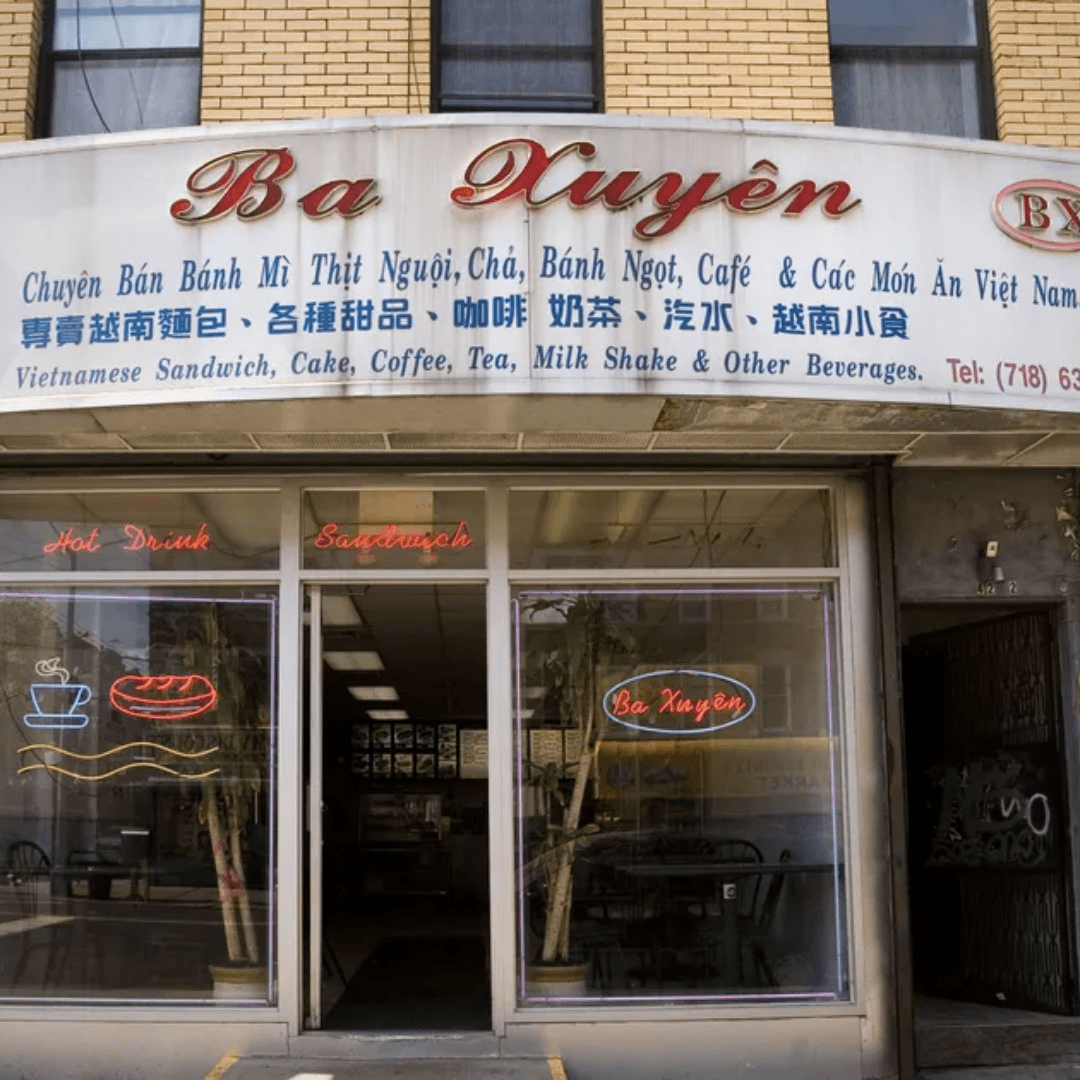 Ba Xuyên
BX
Chuyên Bán Bánh Mì Thịt Nguội, Chả, Bánh Ngọt, Café & Các Món Ăn Việt Nam
專賣越南麵包、各種甜品、咖啡 奶茶、汽水、越南小食
Vietnamese Sandwich, Cake, Coffee, Tea, Milk Shake & Other Beverages.
Tel: (718) 63
Hot Drink
Sandwich
Ba Xuyên
MARKET